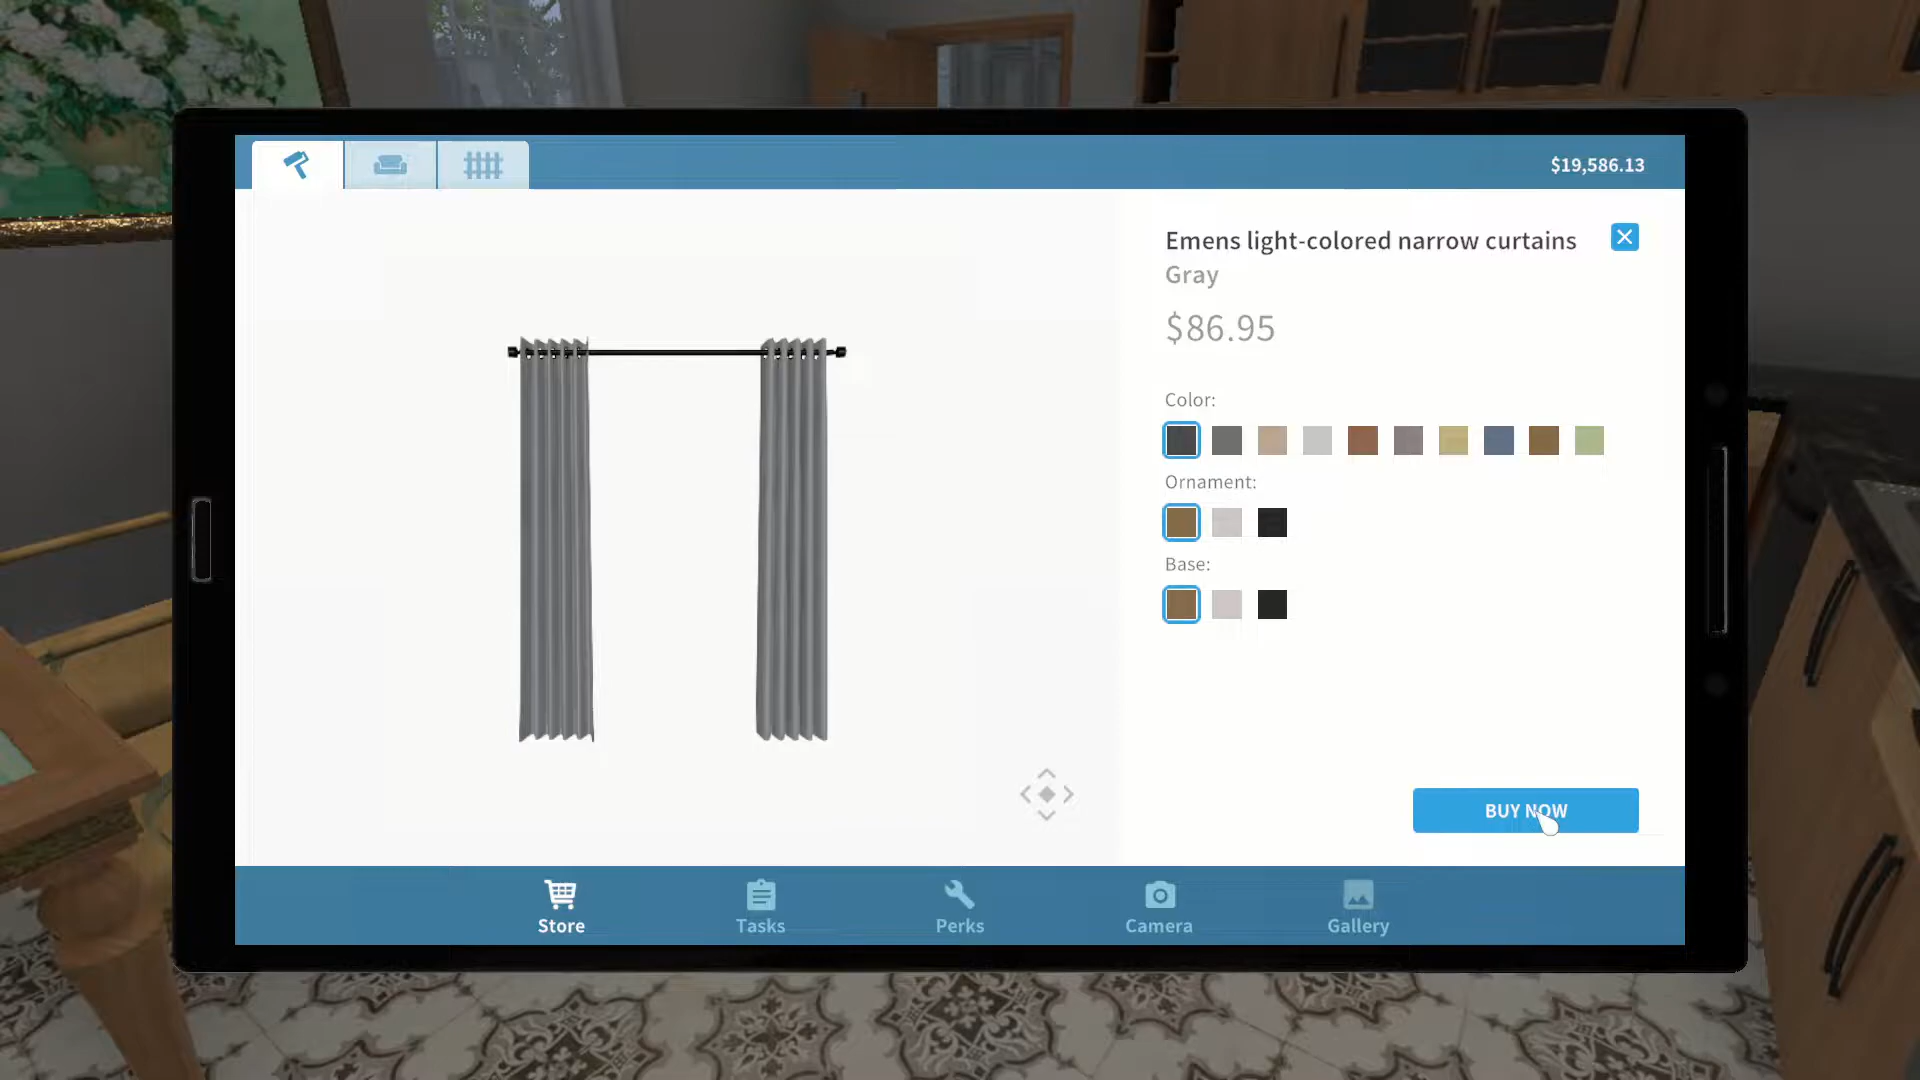 $19,586.13
Emens light-colored narrow curtains
Gray
$86.95
Color:
Ornament:
Base:
BUY NOW
Store
Tasks
Perks
Camera
Gallery